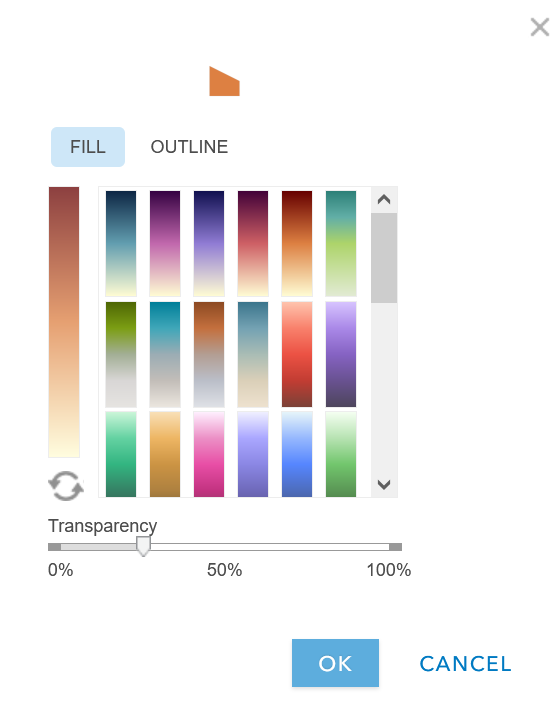 FILL OUTLINE
Transparency
0% 50% 100%
OK CANCEL